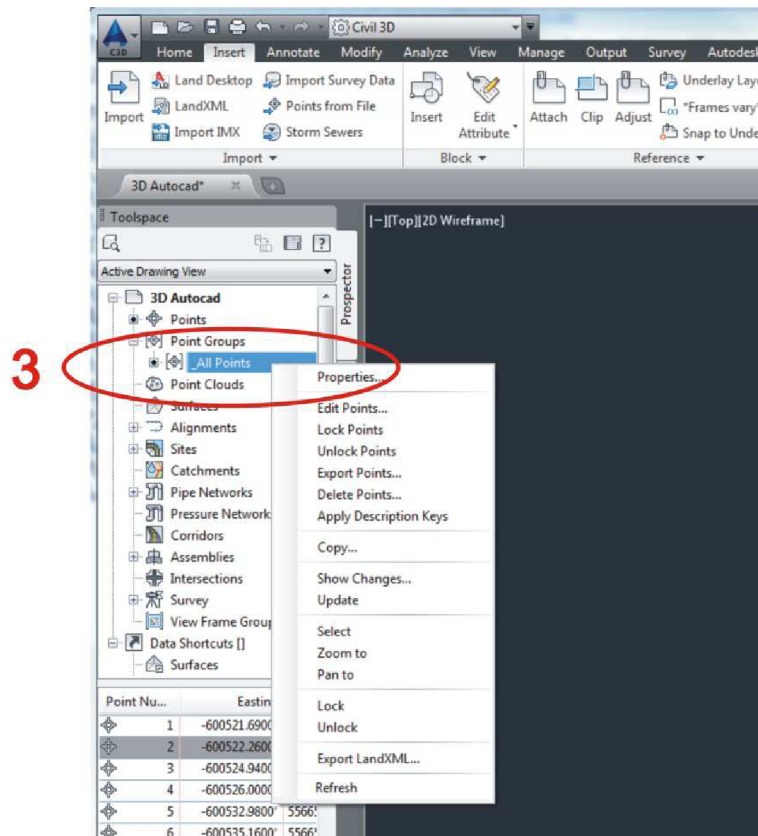 Civil 3D
C3D
Home Insert Annotate Modify Analyze View Manage Output Survey Autodesk
Land Desktop Import Survey Data
LandXML Points from File
Import IMX Storm Sewers
Import Insert Edit Attribute Attach Clip Adjust
Underlay Lay
*Frames vary
Snap to Unde
Import Block Reference
3D Autocad*
Toolspace
[−][Top][2D Wireframe]
Active Drawing View
Prospector
3D Autocad
Points
Point Groups
3
_All Points
Point Clouds
Surfaces
Alignments
Sites
Catchments
Pipe Networks
Pressure Network
Corridors
Assemblies
Intersections
Survey
View Frame Group
Data Shortcuts []
Surfaces
Properties...
Edit Points...
Lock Points
Unlock Points
Export Points...
Delete Points...
Apply Description Keys
Copy...
Show Changes...
Update
Select
Zoom to
Pan to
Lock
Unlock
Export LandXML...
Refresh
Point Nu... Eastin
1 -600521.6900
2 -600522.2600
3 -600524.9400
4 -600526.0000
5 -600532.9800' 5566
6 -600535.1600' 5566